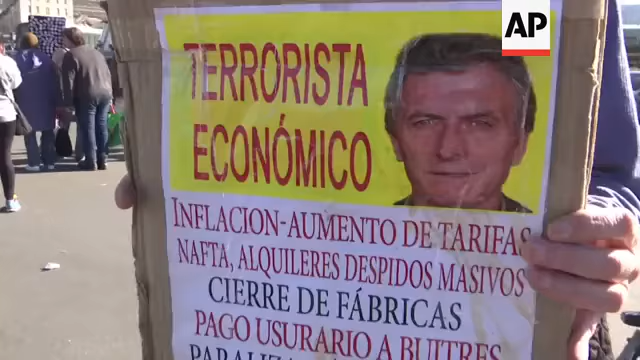 AP
TERRORISTA
ECONÓMICO
INFLACION-AUMENTO DE TARIFAS
NAFTA, ALQUILERES DESPIDOS MASIVOS
CIERRE DE FÁBRICAS
PAGO USURARIO A BUITRES